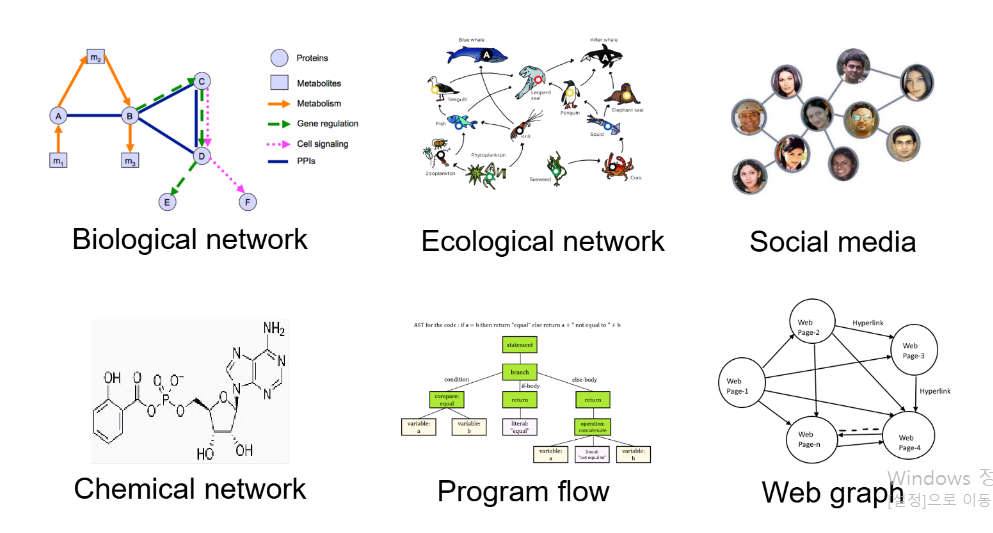 m₂
C
A
B
m₁
m₃
D
E
F
Proteins
Metabolites
Metabolism
Gene regulation
Cell signaling
PPIs
Biological network
Blue whale
Killer whale
A
A
Seagull
Leopard
seal
Penguin
Elephant seal
Fish
Krill
Squid
Zooplankton
Phytoplankton
Seaweed
Crab
Ecological network
Social media
NH₂
N
N
N
N
OH
O
O
O⁻
P
O
O
O
HO
OH
Chemical network
AST for the code : if a = b then return "equal" else return a + " not equal to " + b
statement
branch
condition
if-body
else-body
compare:
equal
return
return
variable:
a
variable:
b
literal:
"equal"
operation:
concatenate
variable:
a
literal:
"not equal to"
variable:
b
Program flow
Web
Page-2
Hyperlink
Web
Page-3
Web
Page-1
Hyperlink
Web
Page-n
Web
Page-4
Web graph
Windows 정
[설정]으로 이동